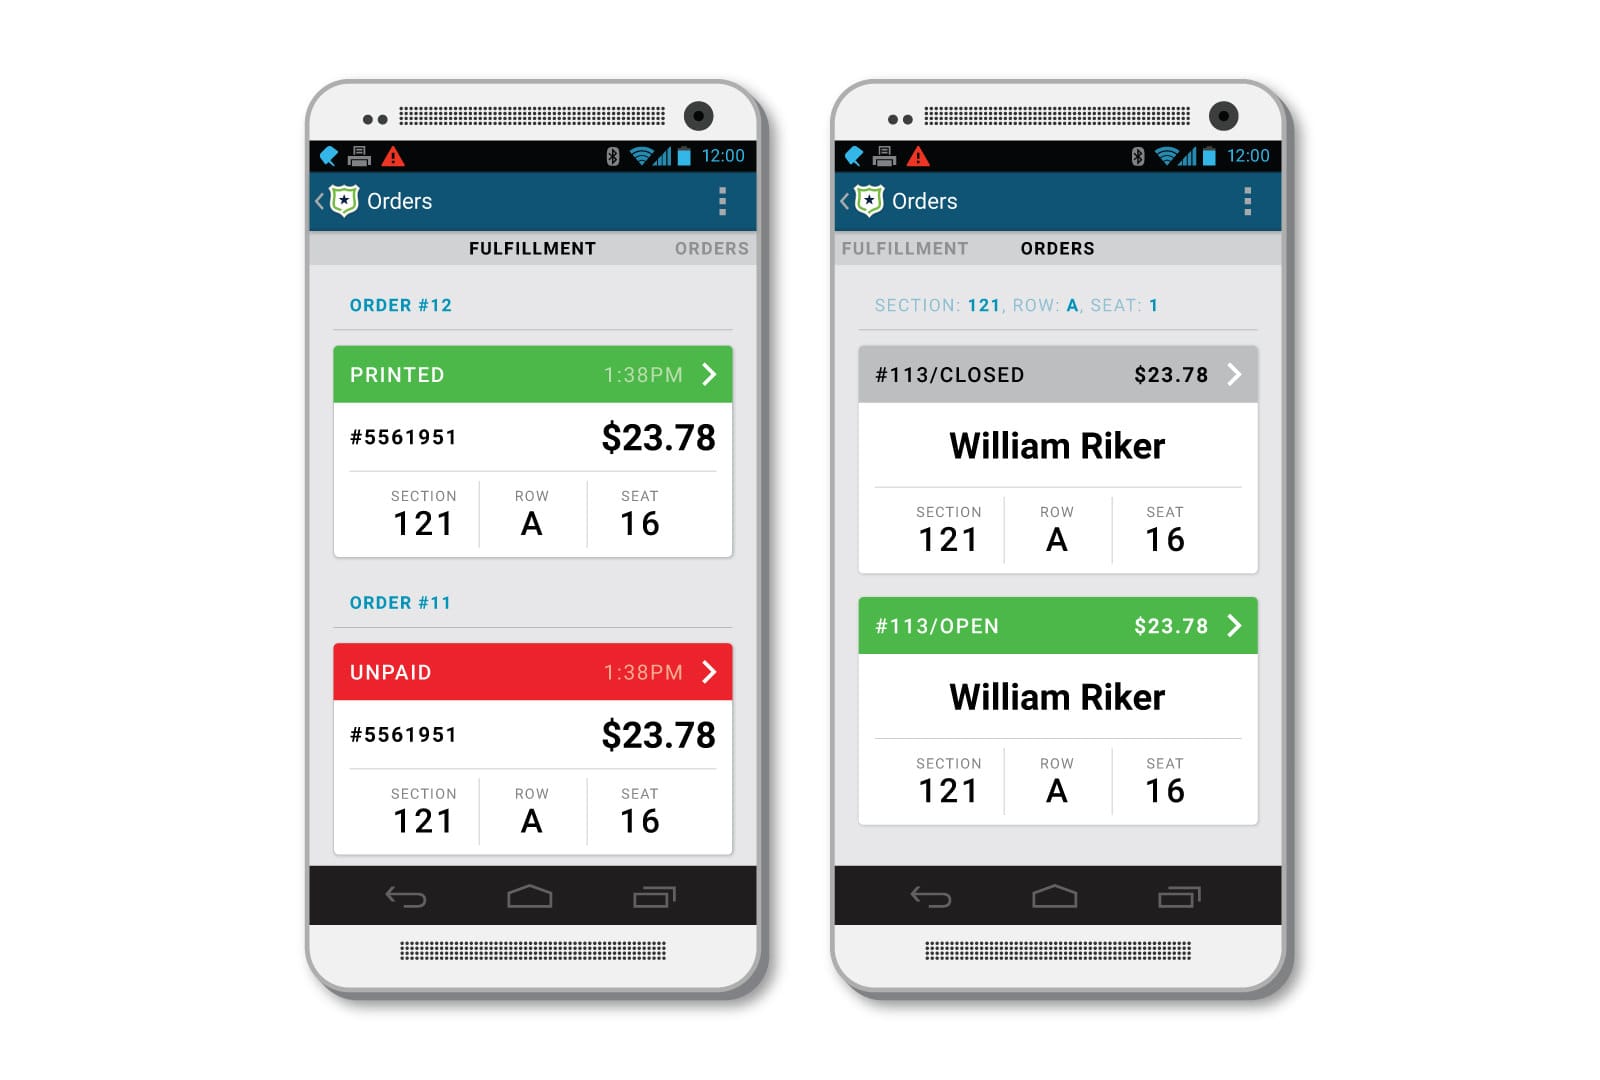 12:00
Orders
FULFILLMENT ORDERS
ORDER #12
PRINTED 1:38PM
#5561951 $23.78
SECTION ROW SEAT
121 A 16
ORDER #11
UNPAID 1:38PM
#5561951 $23.78
SECTION ROW SEAT
121 A 16
12:00
Orders
FULFILLMENT ORDERS
SECTION: 121, ROW: A, SEAT: 1
#113/CLOSED $23.78
William Riker
SECTION ROW SEAT
121 A 16
#113/OPEN $23.78
William Riker
SECTION ROW SEAT
121 A 16